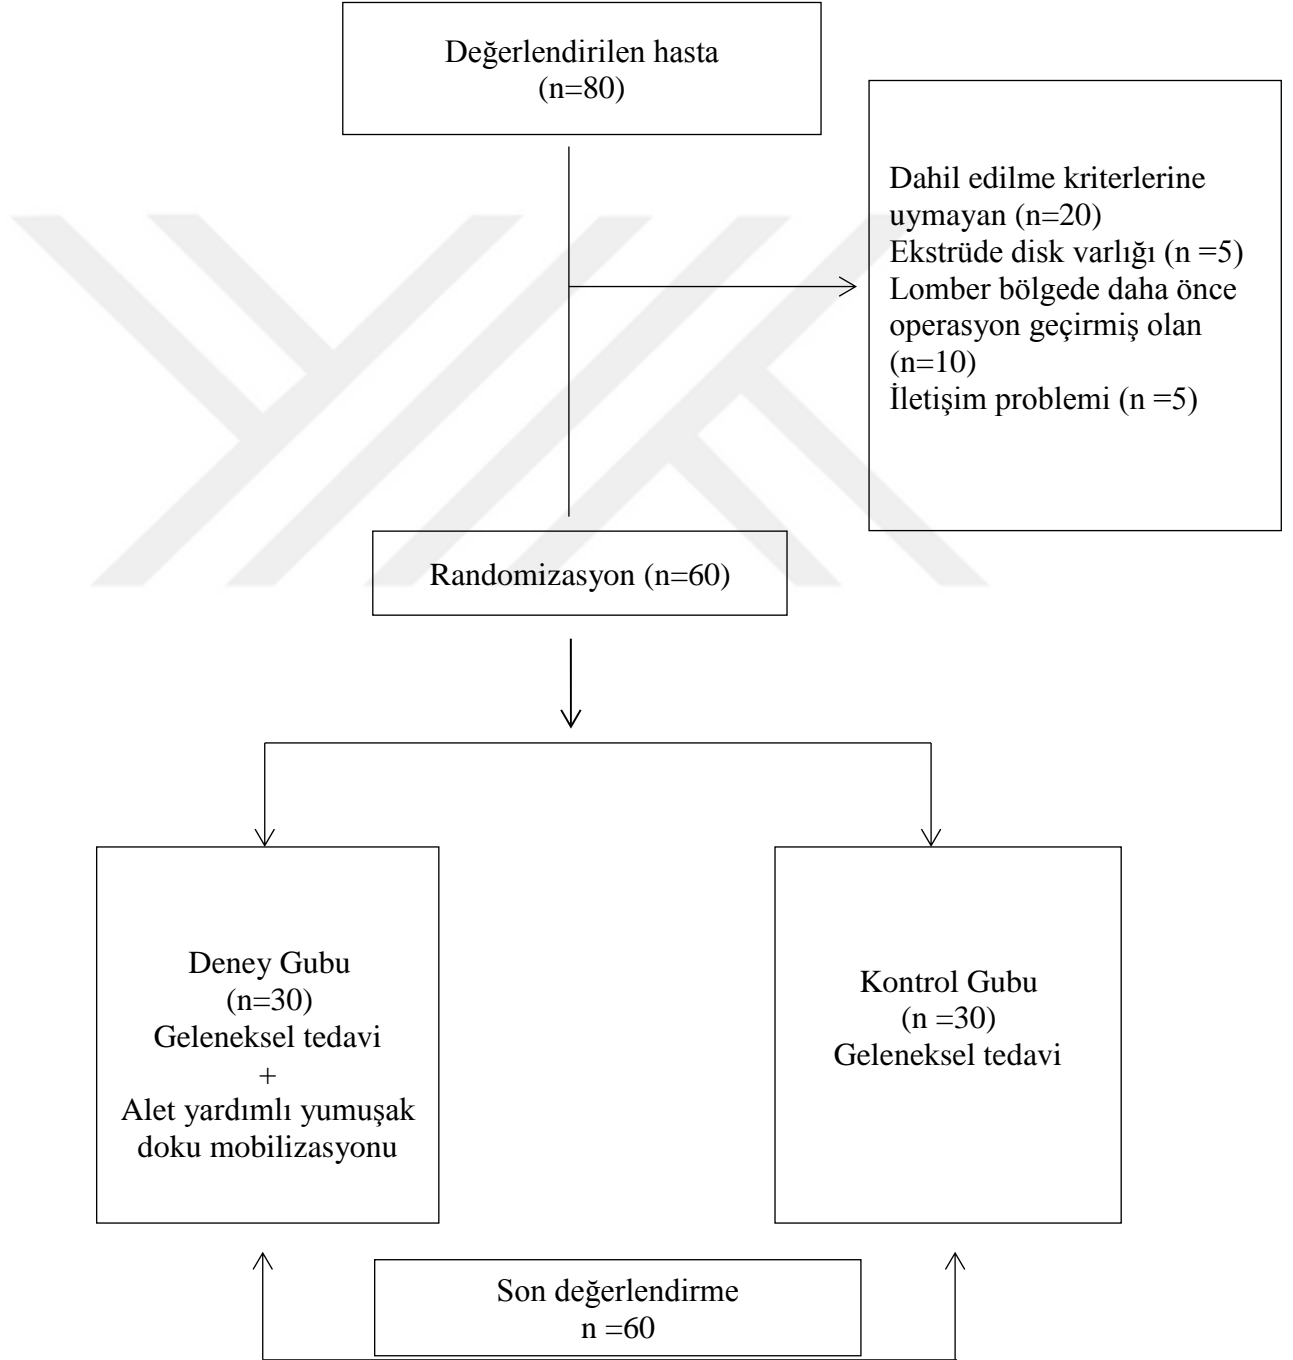 Değerlendirilen hasta
(n=80)
Dahil edilme kriterlerine
uymayan (n=20)
Ekstrüde disk varlığı (n =5)
Lomber bölgede daha önce
operasyon geçirmiş olan
(n=10)
İletişim problemi (n =5)
Randomizasyon (n=60)
Deney Gubu
(n=30)
Geleneksel tedavi
+
Alet yardımlı yumuşak
doku mobilizasyonu
Kontrol Gubu
(n =30)
Geleneksel tedavi
Son değerlendirme
n =60